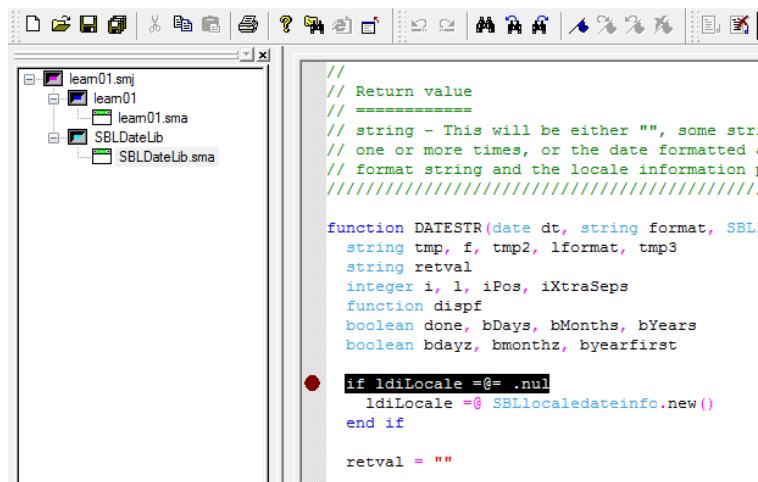 learn01.smj
learn01
learn01.sma
SBLDateLib
SBLDateLib.sma
//
// Return value
// ============
// string - This will be either "", some stri
// one or more times, or the date formatted a
// format string and the locale information p
////////////////////////////////////////////
function DATESTR(date dt, string format, SBL
string tmp, f, tmp2, lformat, tmp3
string retval
integer i, l, iPos, iXtraSeps
function dispf
boolean done, bDays, bMonths, bYears
boolean bdayz, bmonthz, byearfirst
if ldiLocale =@= .nul
ldiLocale =@ SBLlocaledateinfo.new()
end if
retval = ""